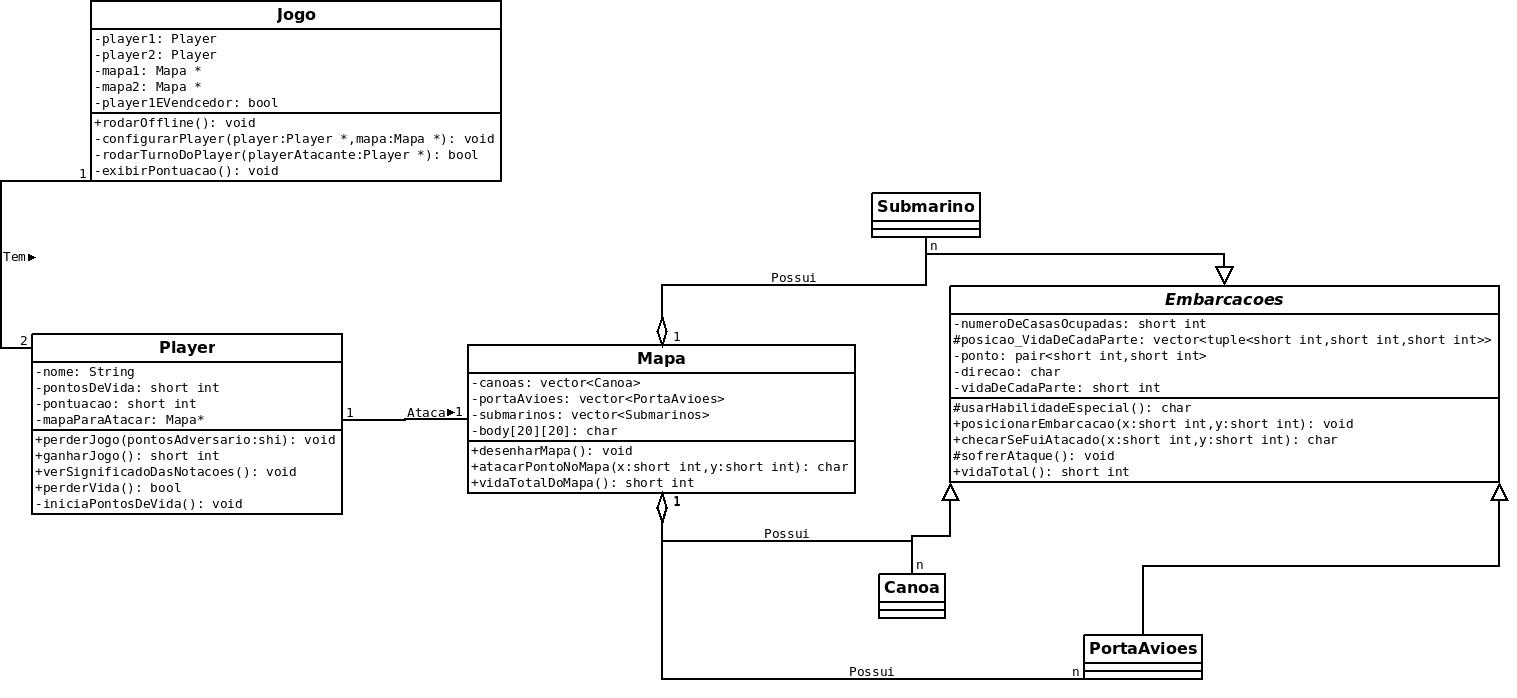 Jogo
-player1: Player
-player2: Player
-mapa1: Mapa *
-mapa2: Mapa *
-player1EVendcedor: bool
+rodarOffline(): void
-configurarPlayer(player:Player *,mapa:Mapa *): void
-rodarTurnoDoPlayer(playerAtacante:Player *): bool
-exibirPontuacao(): void
1
Tem
2
Player
-nome: String
-pontosDeVida: short int
-pontuacao: short int
-mapaParaAtacar: Mapa*
+perderJogo(pontosAdversario:shi): void
+ganharJogo(): short int
+verSignificadoDasNotacoes(): void
+perderVida(): bool
-iniciaPontosDeVida(): void
1
Ataca
1
Mapa
-canoas: vector<Canoa>
-portaAvioes: vector<PortaAvioes>
-submarinos: vector<Submarinos>
-body[20][20]: char
+desenharMapa(): void
+atacarPontoNoMapa(x:short int,y:short int): char
+vidaTotalDoMapa(): short int
Submarino
n
Possui
1
Embarcacoes
-numeroDeCasasOcupadas: short int
#posicao_VidaDeCadaParte: vector<tuple<short int,short int,short int>>
-ponto: pair<short int,short int>
-direcao: char
-vidaDeCadaParte: short int
#usarHabilidadeEspecial(): char
+posicionarEmbarcacao(x:short int,y:short int): void
+checarSeFuiAtacado(x:short int,y:short int): char
#sofrerAtaque(): void
+vidaTotal(): short int
1
Possui
n
Canoa
PortaAvioes
Possui
n